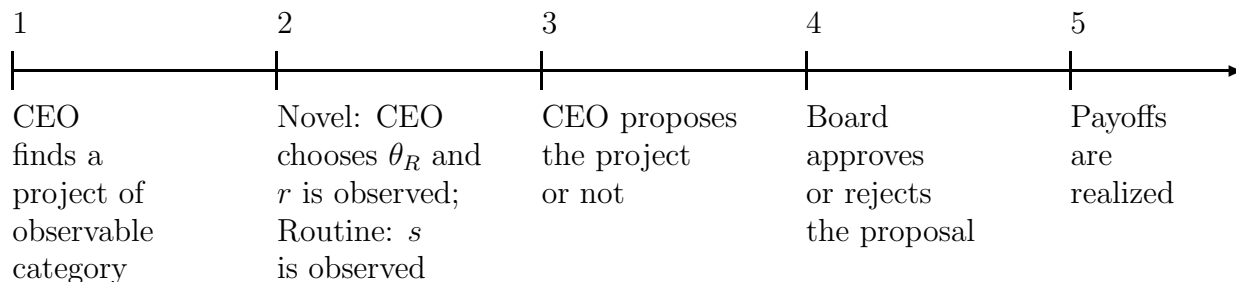 1 2 3 4 5
CEO
finds a
project of
observable
category
Novel: CEO
chooses θ_R and
r is observed;
Routine: s
is observed
CEO proposes
the project
or not
Board
approves
or rejects
the proposal
Payoffs
are
realized